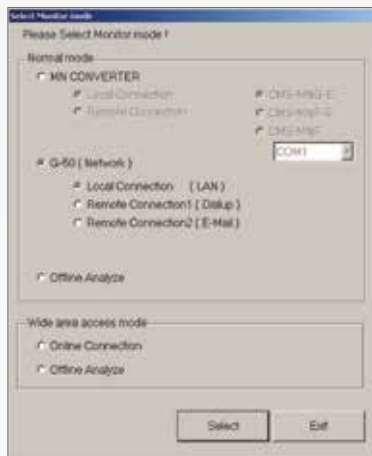 Select Monitor mode
Please Select Monitor mode !
Normal mode
MN CONVERTER
Local Connection
Remote Connection
COM1
G-50 ( Network )
Local Connection ( LAN )
Remote Connection1 ( Dialup )
Remote Connection2 ( E-Mail )
Offline Analyze
Wide area access mode
Online Connection
Offline Analyze
Select
Exit